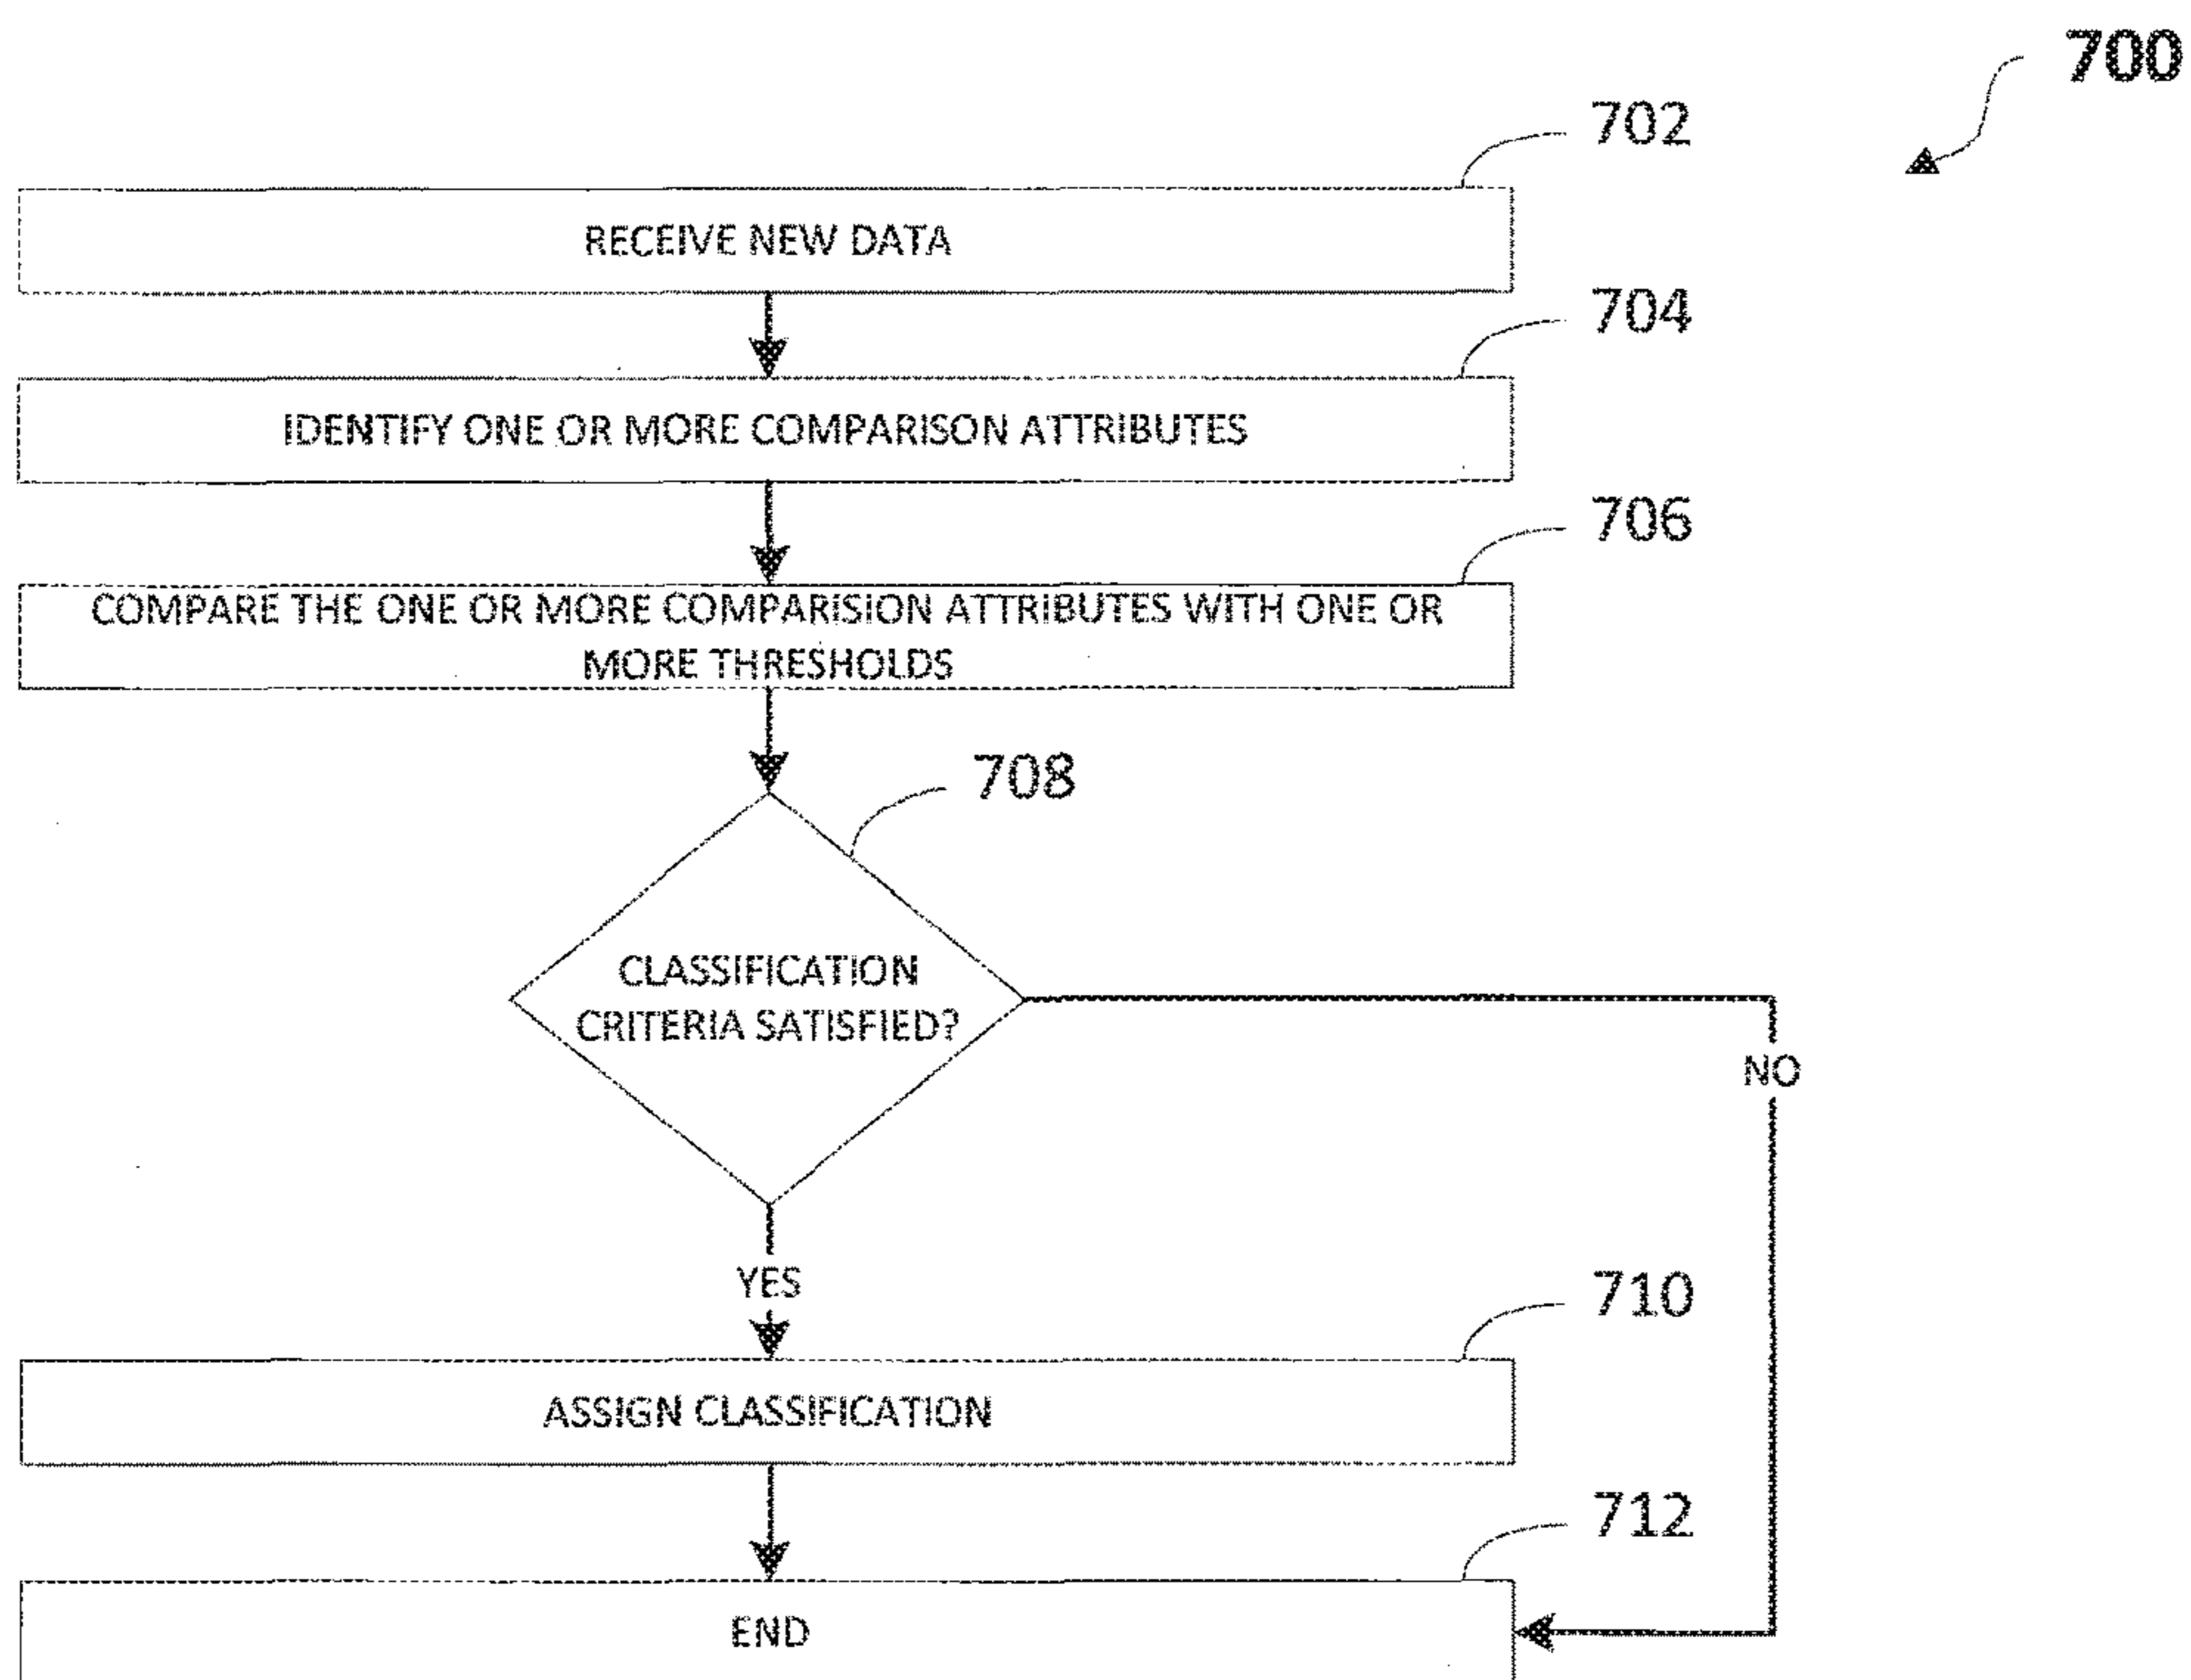 700
702
RECEIVE NEW DATA
704
IDENTIFY ONE OR MORE COMPARISON ATTRIBUTES
706
COMPARE THE ONE OR MORE COMPARISION ATTRIBUTES WITH ONE OR
MORE THRESHOLDS
708
CLASSIFICATION
CRITERIA SATISFIED?
NO
YES
710
ASSIGN CLASSIFICATION
712
END